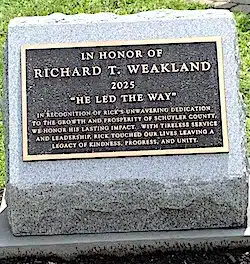 IN HONOR OF
RICHARD T. WEAKLAND
2025
"HE LED THE WAY"
IN RECOGNITION OF RICK'S UNWAVERING DEDICATION
TO THE GROWTH AND PROSPERITY OF SCHUYLER COUNTY,
WE HONOR HIS LASTING IMPACT. WITH TIRELESS SERVICE
AND LEADERSHIP, RICK TOUCHED OUR LIVES LEAVING A
LEGACY OF KINDNESS, PROGRESS, AND UNITY.